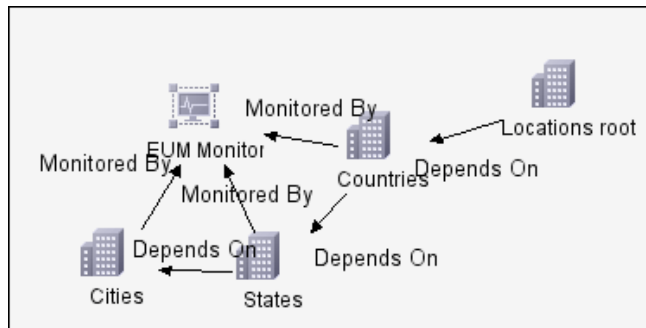 Monitored By
Locations root
EUM Monitor
Monitored By
Depends On
Countries
Monitored By
Depends On
Depends On
Cities
States